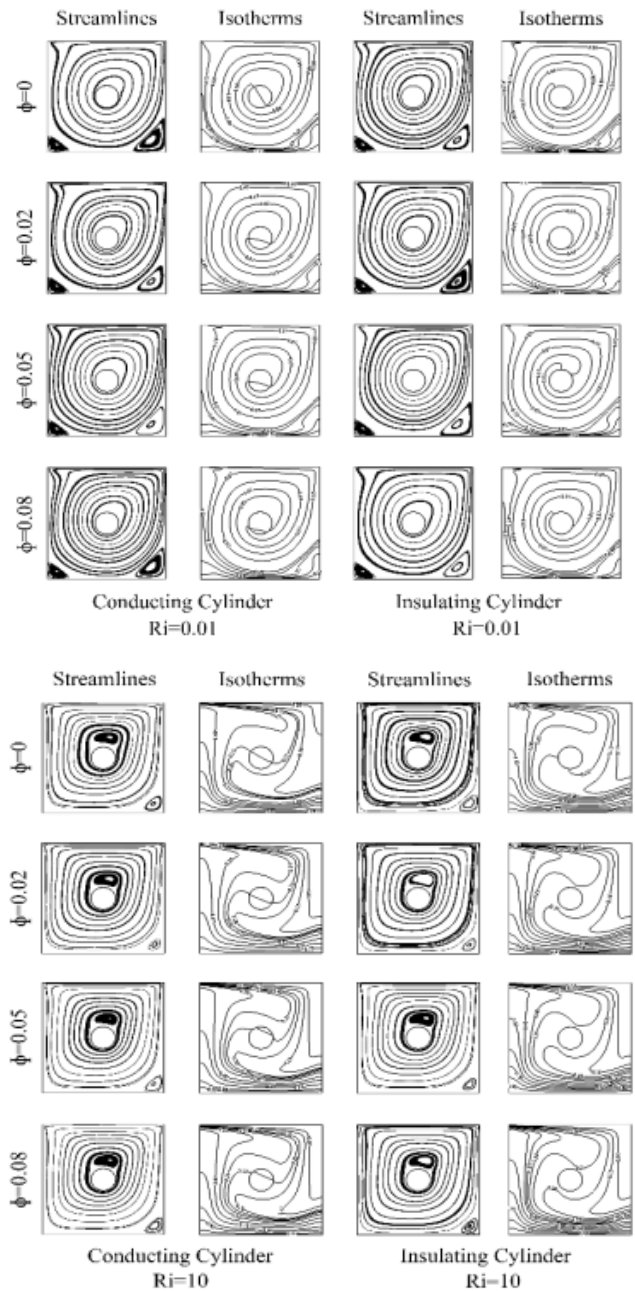 Streamlines Isotherms Streamlines Isotherms
ϕ=0
ϕ=0.02
ϕ=0.05
ϕ=0.08
Conducting Cylinder Insulating Cylinder
Ri=0.01 Ri=0.01
Streamlines Isotherms Streamlines Isotherms
ϕ=0
ϕ=0.02
ϕ=0.05
ϕ=0.08
Conducting Cylinder Insulating Cylinder
Ri=10 Ri=10